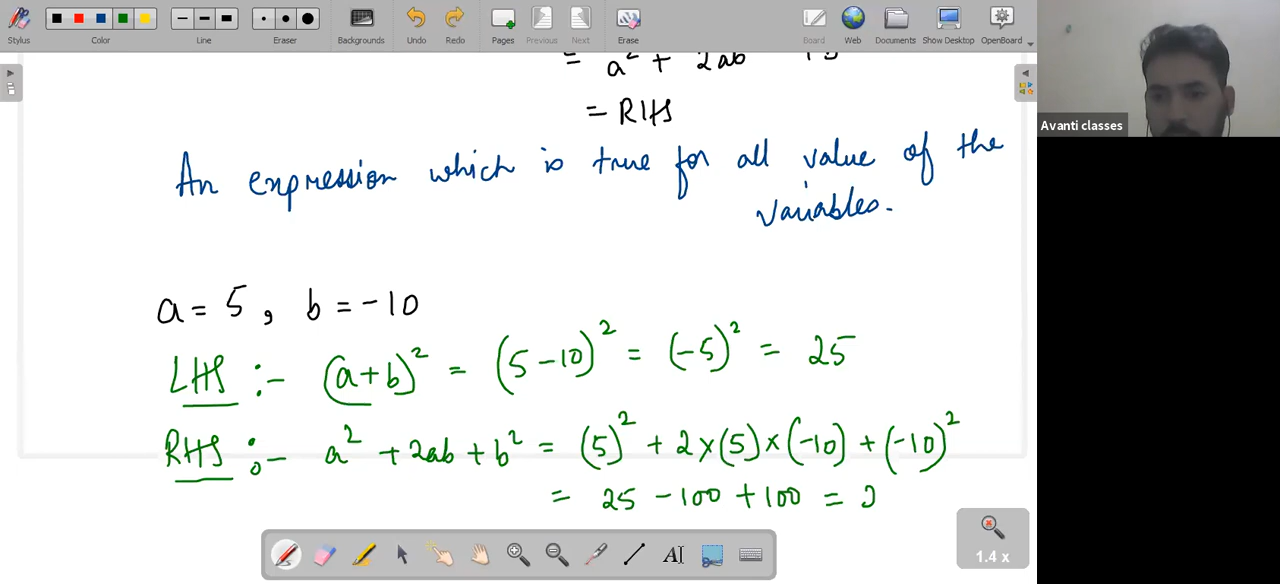 Stylus Color Line Eraser Backgrounds Undo Redo Pages Previous Next Erase Board Web Documents Show Desktop OpenBoard
= a² + 2ab +
= RHS
Avanti classes
An expression which is true for all value of the
variables.
a = 5 , b = -10
LHS :- (a+b)² = (5-10)² = (-5)² = 25
RHS :- a² + 2ab + b² = (5)² + 2×(5)×(-10) + (-10)²
= 25 - 100 + 100 =
AI
1.4 x